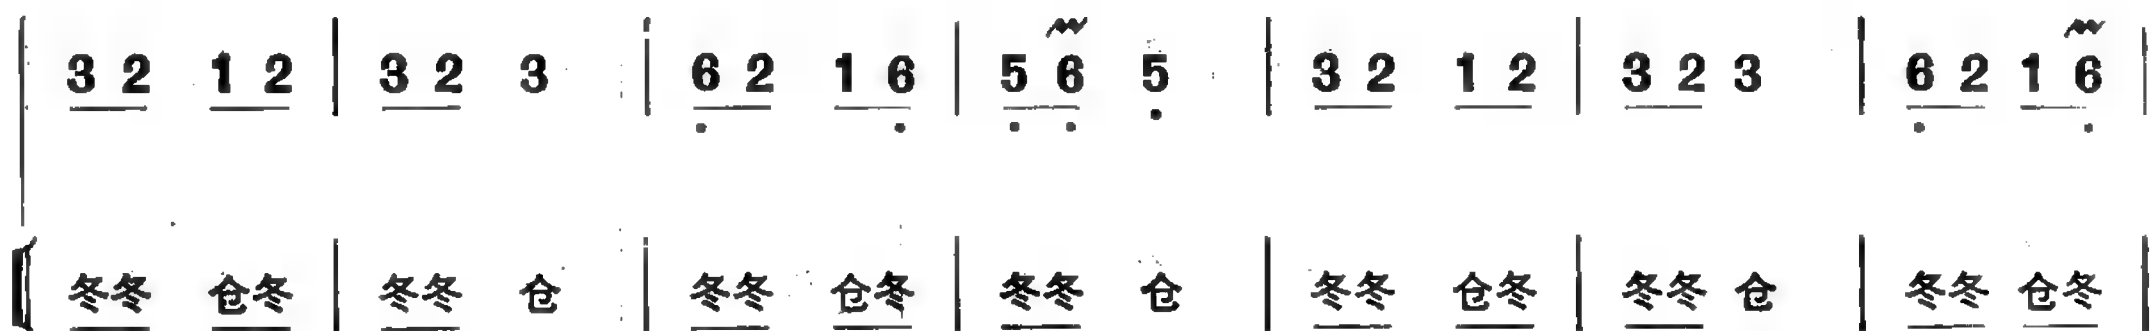 3 2 1 2 | 3 2 3 | 6 2 1 6 | 5 6 5 | 3 2 1 2 | 3 2 3 | 6 2 1 6 |
冬冬 仓冬 | 冬冬 仓 | 冬冬 仓冬 | 冬冬 仓 | 冬冬 仓冬 | 冬冬 仓 | 冬冬 仓冬 |